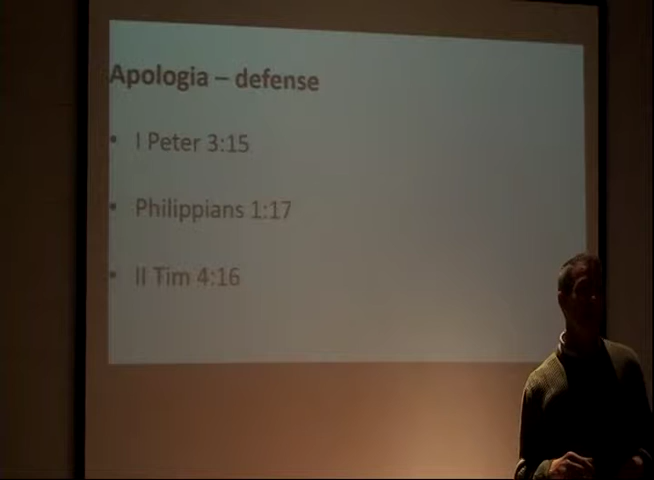 Apologia – defense
• I Peter 3:15
• Philippians 1:17
• II Tim 4:16